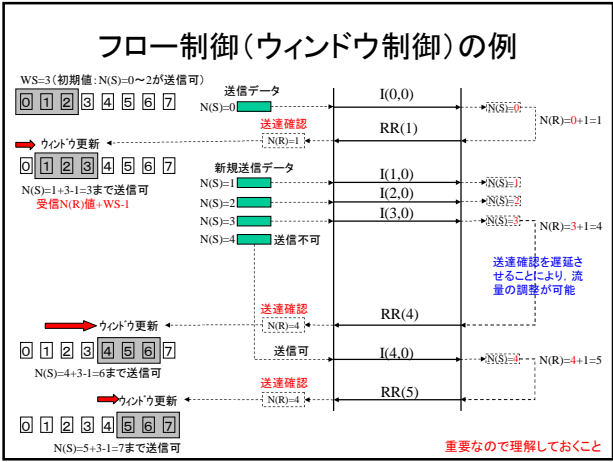 フロー制御(ウィンドウ制御)の例
WS=3(初期値:N(S)=0～2が送信可)
0 1 2 3 4 5 6 7
送信データ
N(S)=0
I(0,0)
N(S)=0
N(R)=0+1=1
送達確認
N(R)=1
RR(1)
ウィンドウ更新
0 1 2 3 4 5 6 7
N(S)=1+3-1=3まで送信可
受信N(R)値+WS-1
新規送信データ
N(S)=1
I(1,0)
N(S)=1
N(S)=2
I(2,0)
N(S)=2
N(S)=3
I(3,0)
N(S)=3
N(R)=3+1=4
N(S)=4
送信不可
送達確認を遅延さ
せることにより, 流
量の調整が可能
送達確認
N(R)=4
RR(4)
ウィンドウ更新
0 1 2 3 4 5 6 7
N(S)=4+3-1=6まで送信可
送信可
I(4,0)
N(S)=4
N(R)=4+1=5
送達確認
N(R)=4
RR(5)
ウィンドウ更新
0 1 2 3 4 5 6 7
N(S)=5+3-1=7まで送信可
重要なので理解しておくこと